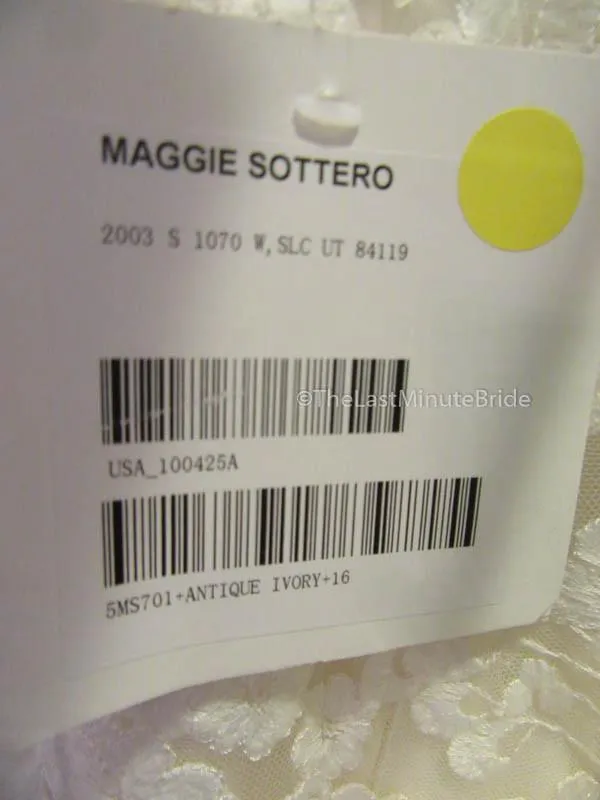 MAGGIE SOTTERO
2003 S 1070 W, SLC UT 84119
©TheLastMinuteBride
USA_100425A
5MS701+ANTIQUE IVORY+16